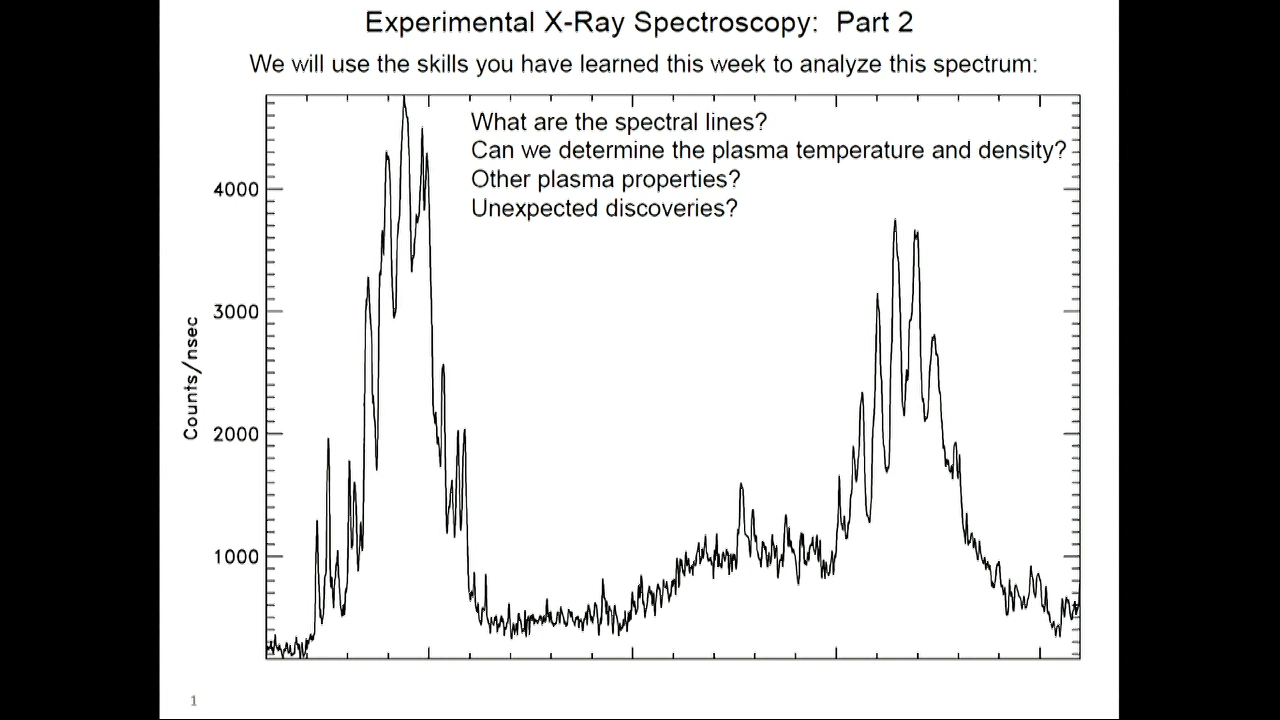 Experimental X-Ray Spectroscopy: Part 2
We will use the skills you have learned this week to analyze this spectrum:
What are the spectral lines?
Can we determine the plasma temperature and density?
Other plasma properties?
Unexpected discoveries?
4000
3000
2000
1000
Counts/nsec
1